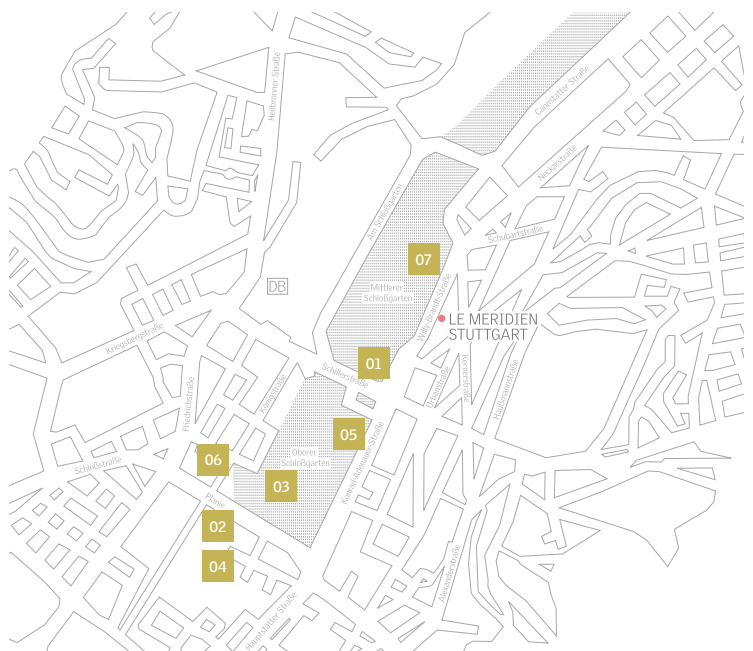 Heilbronner Straße
Cannstatter Straße
Neckarstraße
Am Schloßgarten
Schubartstraße
07
DB
Mittlerer
Schloßgarten
Willy-Brandt-Straße
LE MERIDIEN
STUTTGART
Kriegsbergstraße
01
Schillerstraße
Königstraße
Urbanstraße
Kernerstraße
Haußmannstraße
Friedrichstraße
05
Konrad-Adenauer-Straße
06
Oberer
Schloßgarten
Schloßstraße
03
Planie
02
04
Alexanderstraße
Hauptstätter Straße